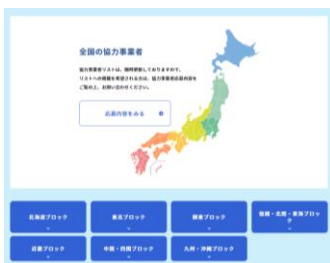 全国の協力事業者
協力事業者リストは、随時更新しておりますので、
リストへの掲載を希望される方は、協力事業者応募内容を
ご覧の上、お問い合わせください。
応募内容をみる
北海道ブロック
東北ブロック
関東ブロック
信越・北陸・東海ブロック
近畿ブロック
中国・四国ブロック
九州・沖縄ブロック